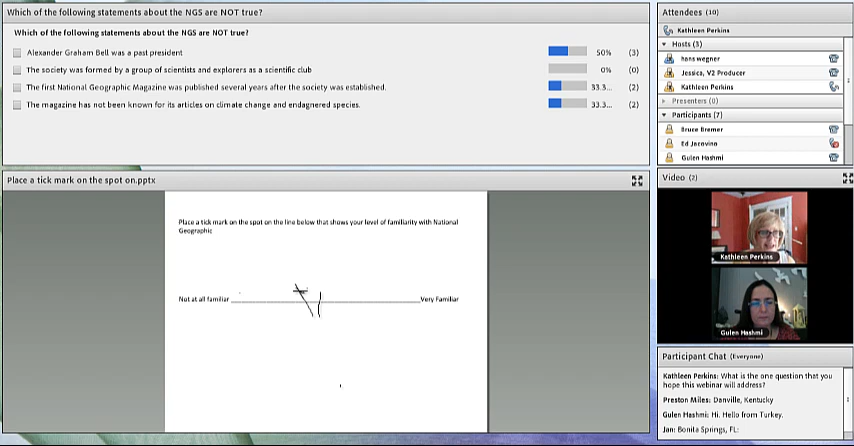 Which of the following statements about the NGS are NOT true?
Which of the following statements about the NGS are NOT true?
Alexander Graham Bell was a past president 50% (3)
The society was formed by a group of scientists and explorers as a scientific club 0% (0)
The first National Geographic Magazine was published several years after the society was established. 33.3... (2)
The magazine has not been known for its articles on climate change and endagnered species. 33.3... (2)
Place a tick mark on the spot on.pptx
Place a tick mark on the spot on the line below that shows your level of familiarity with National
Geographic
Not at all familiar Very Familiar
Attendees (10)
Kathleen Perkins
Hosts (3)
hans wegner
Jessica, V2 Producer
Kathleen Perkins
Presenters (0)
Participants (7)
Bruce Bremer
Ed Jacovino
Gulen Hashmi
Video (2)
Kathleen Perkins
Gulen Hashmi
Participant Chat (Everyone)
Kathleen Perkins: What is the one question that you
hope this webinar will address?
Preston Miles: Danville, Kentucky
Gulen Hashmi: Hi. Hello from Turkey.
Jan: Bonita Springs, FL: